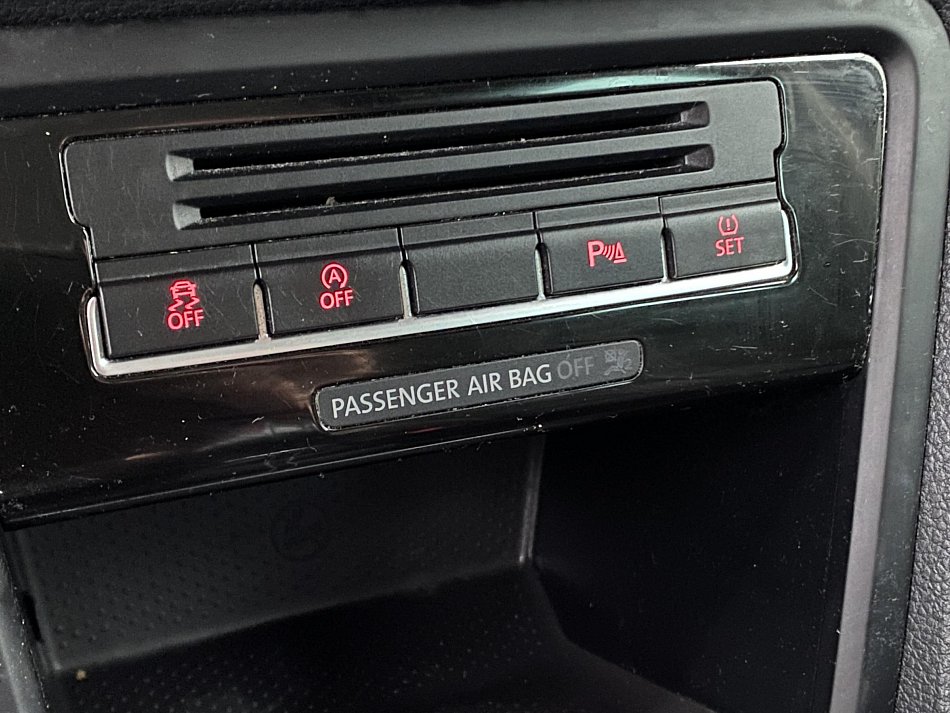 OFF
A
OFF
P
SET
PASSENGER AIR BAG OFF